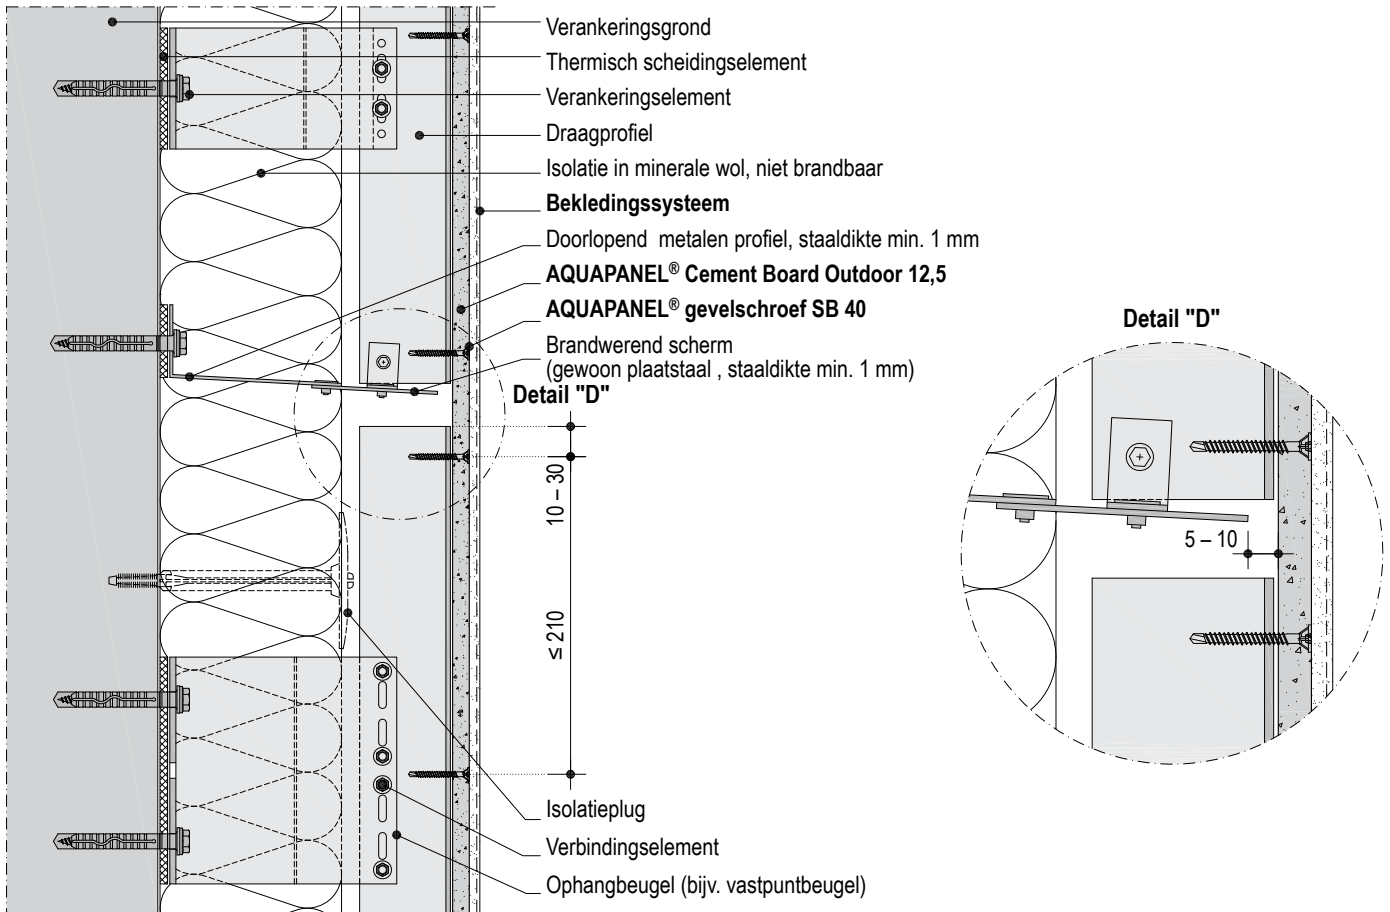 Verankeringsgrond
Thermisch scheidingselement
Verankeringselement
Draagprofiel
Isolatie in minerale wol, niet brandbaar
Bekledingssysteem
Doorlopend metalen profiel, staaldikte min. 1 mm
AQUAPANEL® Cement Board Outdoor 12,5
AQUAPANEL® gevelschroef SB 40
Brandwerend scherm
(gewoon plaatstaal , staaldikte min. 1 mm)
Detail "D"
10 – 30
≤ 210
Isolatieplug
Verbindingselement
Ophangbeugel (bijv. vastpuntbeugel)
Detail "D"
5 – 10